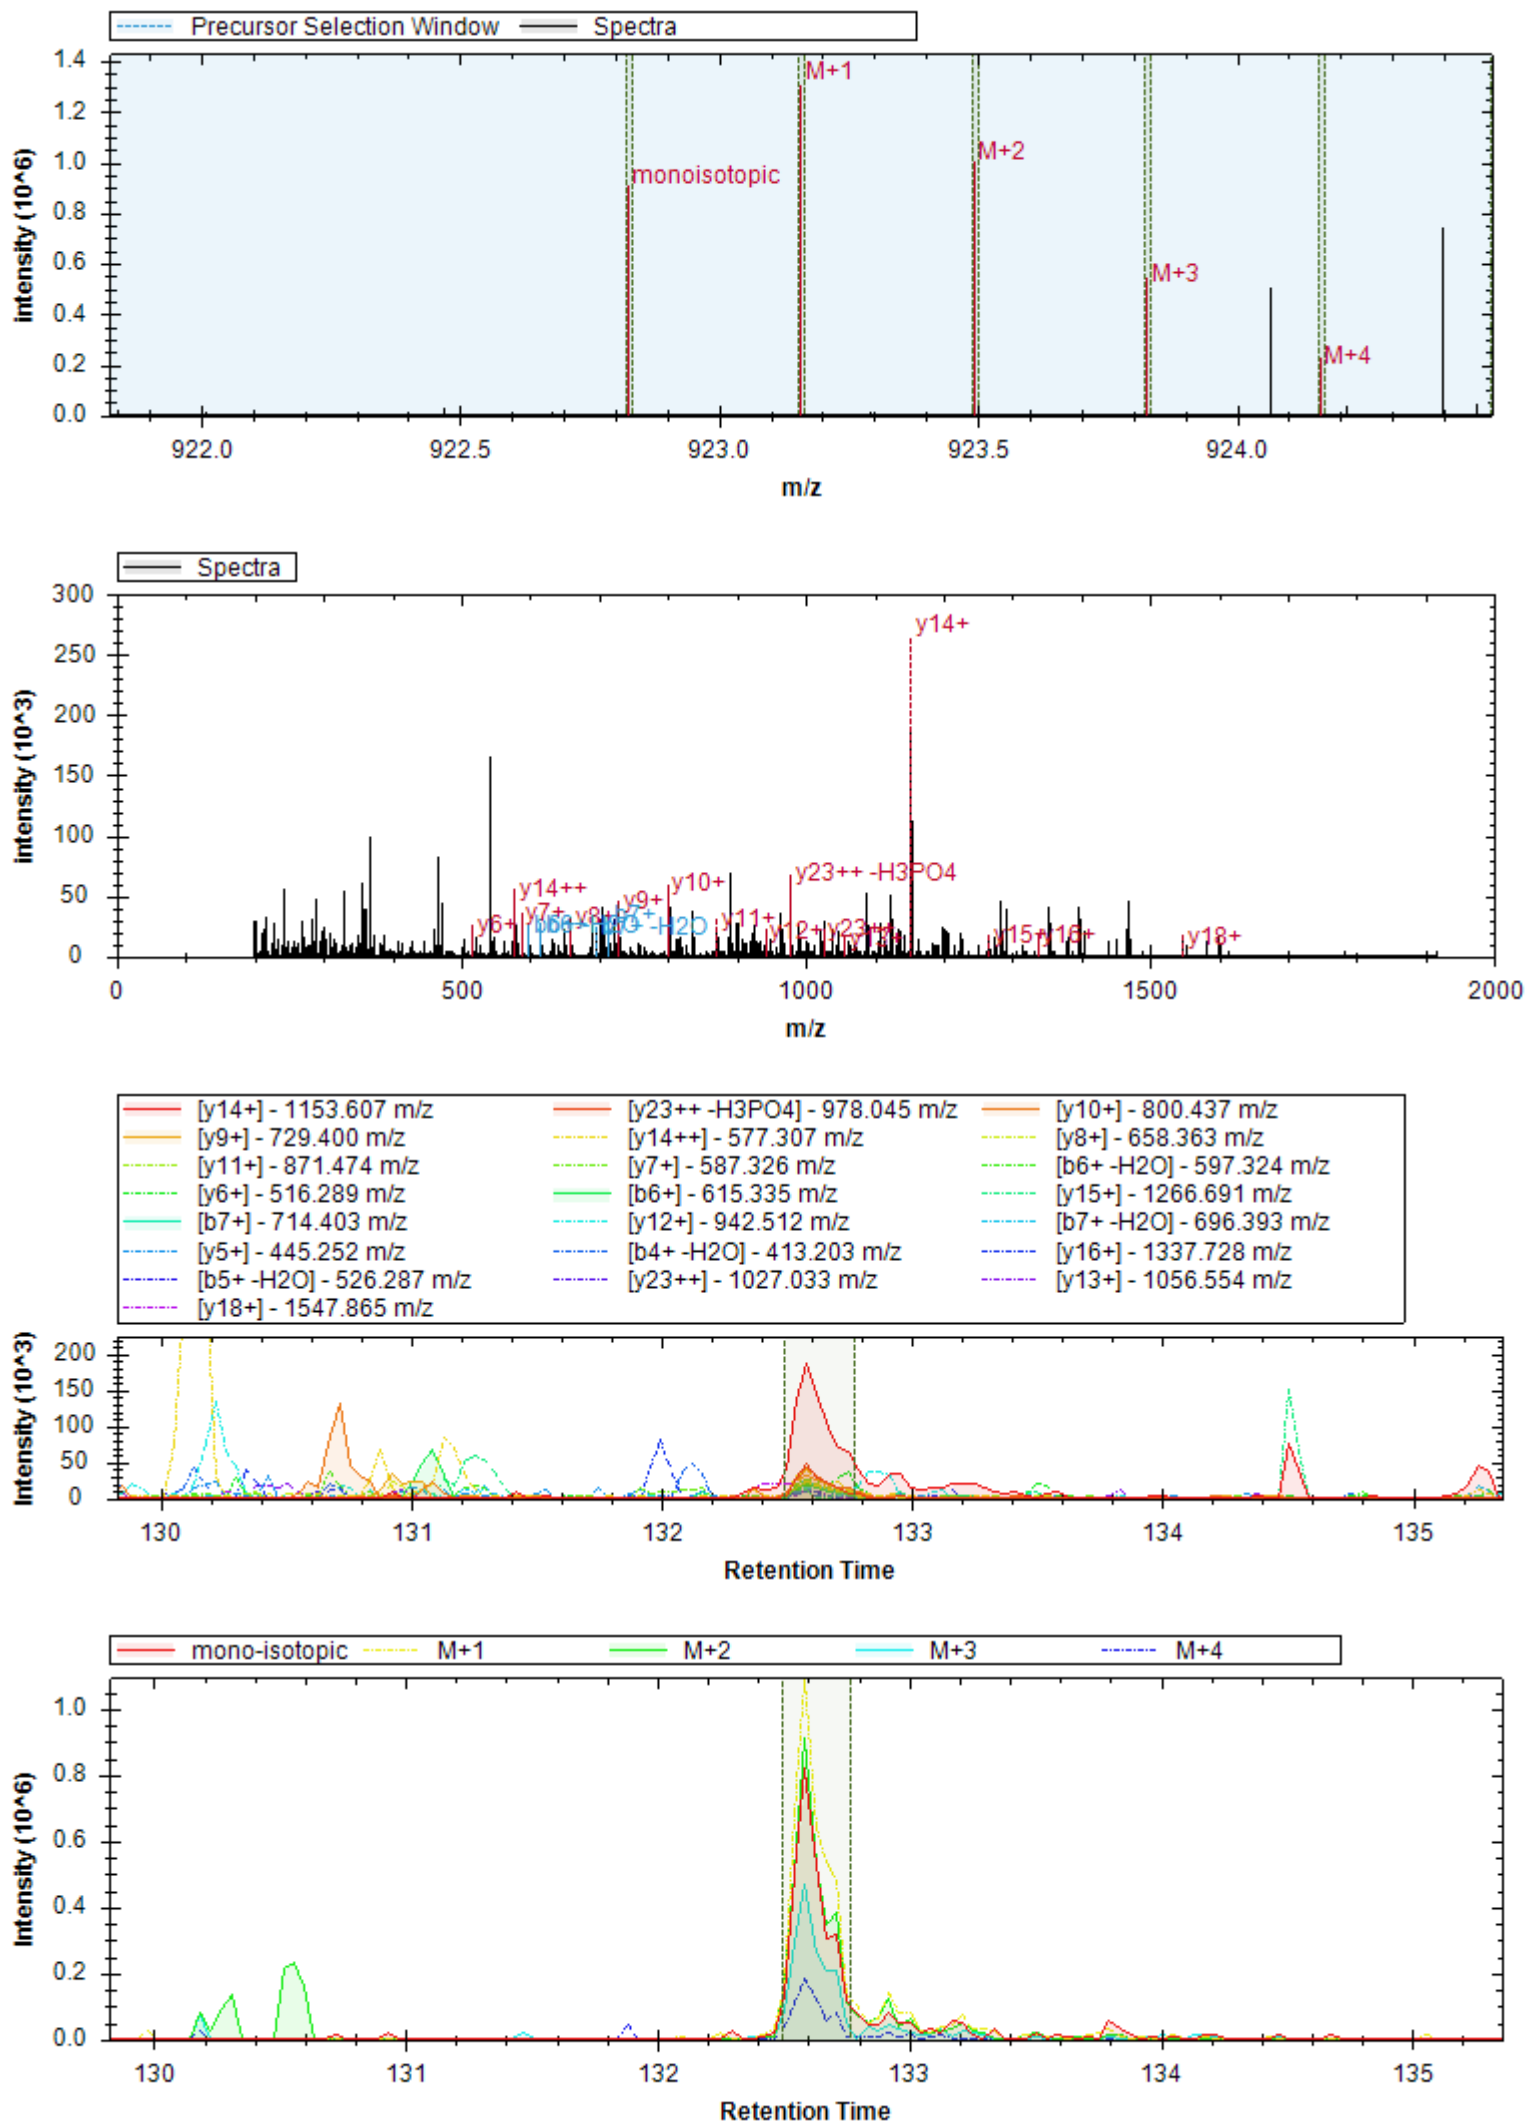 Precursor Selection Window Spectra
1.4
1.2
1.0
0.8
0.6
0.4
0.2
0.0
intensity (10^6)
monoisotopic
M+1
M+2
M+3
M+4
922.0 922.5 923.0 923.5 924.0
m/z
Spectra
300
250
200
150
100
50
0
intensity (10^3)
y14+
y14++
y10+
y23++ -H3PO4
y6+
y7+
y8+
y9+
y11+
y12+
y23++
y15+
y16+
y18+
0 500 1000 1500 2000
m/z
[y14+] - 1153.607 m/z [y23++ -H3PO4] - 978.045 m/z [y10+] - 800.437 m/z
[y9+] - 729.400 m/z [y14++] - 577.307 m/z [y8+] - 658.363 m/z
[y11+] - 871.474 m/z [y7+] - 587.326 m/z [b6+ -H2O] - 597.324 m/z
[y6+] - 516.289 m/z [b6+] - 615.335 m/z [y15+] - 1266.691 m/z
[b7+] - 714.403 m/z [y12+] - 942.512 m/z [b7+ -H2O] - 696.393 m/z
[y5+] - 445.252 m/z [b4+ -H2O] - 413.203 m/z [y16+] - 1337.728 m/z
[b5+ -H2O] - 526.287 m/z [y23++] - 1027.033 m/z [y13+] - 1056.554 m/z
[y18+] - 1547.865 m/z
200
150
100
50
0
Intensity (10^3)
130 131 132 133 134 135
Retention Time
mono-isotopic M+1 M+2 M+3 M+4
1.0
0.8
0.6
0.4
0.2
0.0
Intensity (10^6)
130 131 132 133 134 135
Retention Time